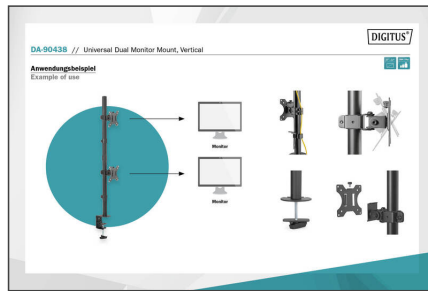 DIGITUS®
DA-90438 // Universal Dual Monitor Mount, Vertical
Anwendungsbeispiel
Example of use
Monitor
Monitor